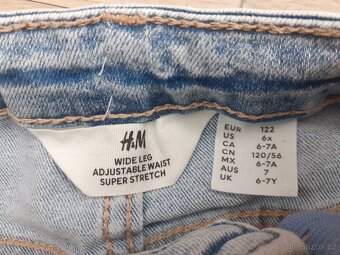 H&M
WIDE LEG
ADJUSTABLE WAIST
SUPER STRETCH
EUR 122
US 6x
CA 6-7A
CN 120/56
MX 6-7A
AUS 7
UK 6-7Y